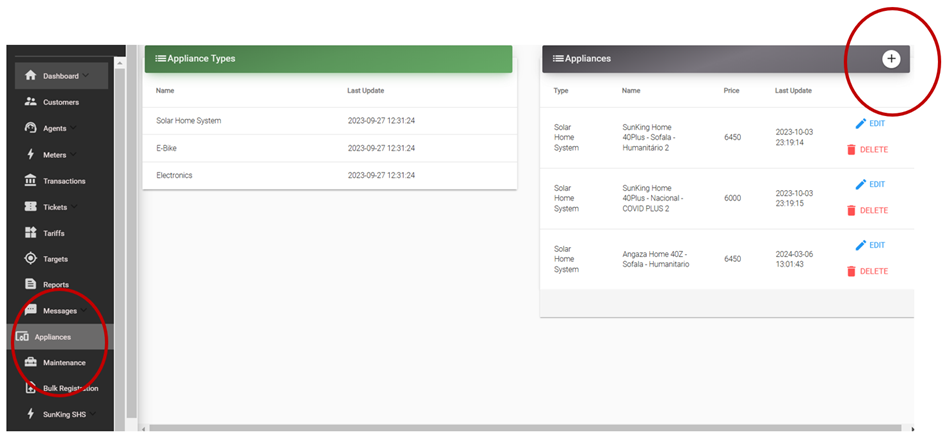 Dashboard
Customers
Agents
Meters
Transactions
Tickets
Tariffs
Targets
Reports
Messages
Appliances
Maintenance
Bulk Registration
SunKing SHS
Appliance Types
Name Last Update
Solar Home System 2023-09-27 12:31:24
E-Bike 2023-09-27 12:31:24
Electronics 2023-09-27 12:31:24
Appliances
Type Name Price Last Update
Solar
Home
System
SunKing Home
40Plus - Sofala -
Humanitário 2
6450
2023-10-03
23:19:14
EDIT
DELETE
Solar
Home
System
SunKing Home
40Plus - Nacional -
COVID PLUS 2
6000
2023-10-03
23:19:15
EDIT
DELETE
Solar
Home
System
Angaza Home 40Z -
Sofala - Humanitario
6450
2024-03-06
13:01:43
EDIT
DELETE